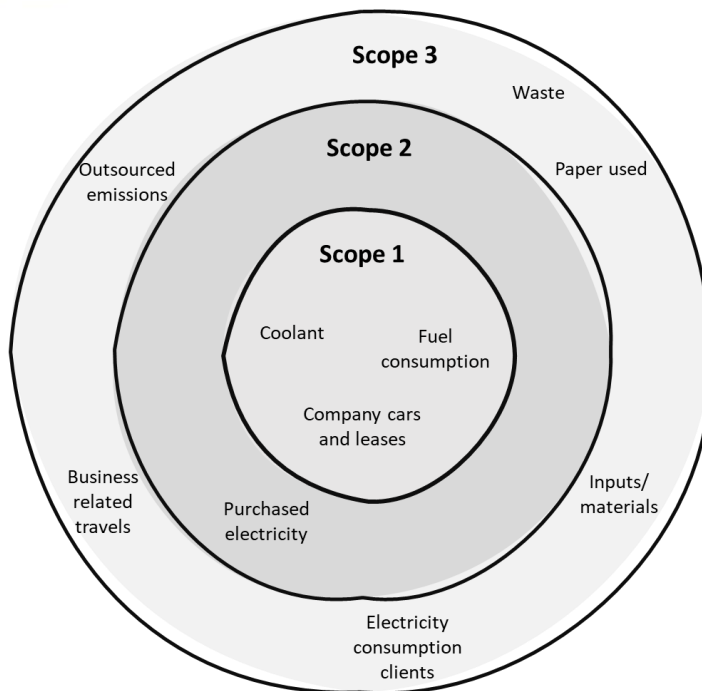 Scope 3
Waste
Scope 2
Outsourced
emissions
Paper used
Scope 1
Coolant
Fuel
consumption
Company cars
and leases
Business
related
travels
Purchased
electricity
Inputs/
materials
Electricity
consumption
clients